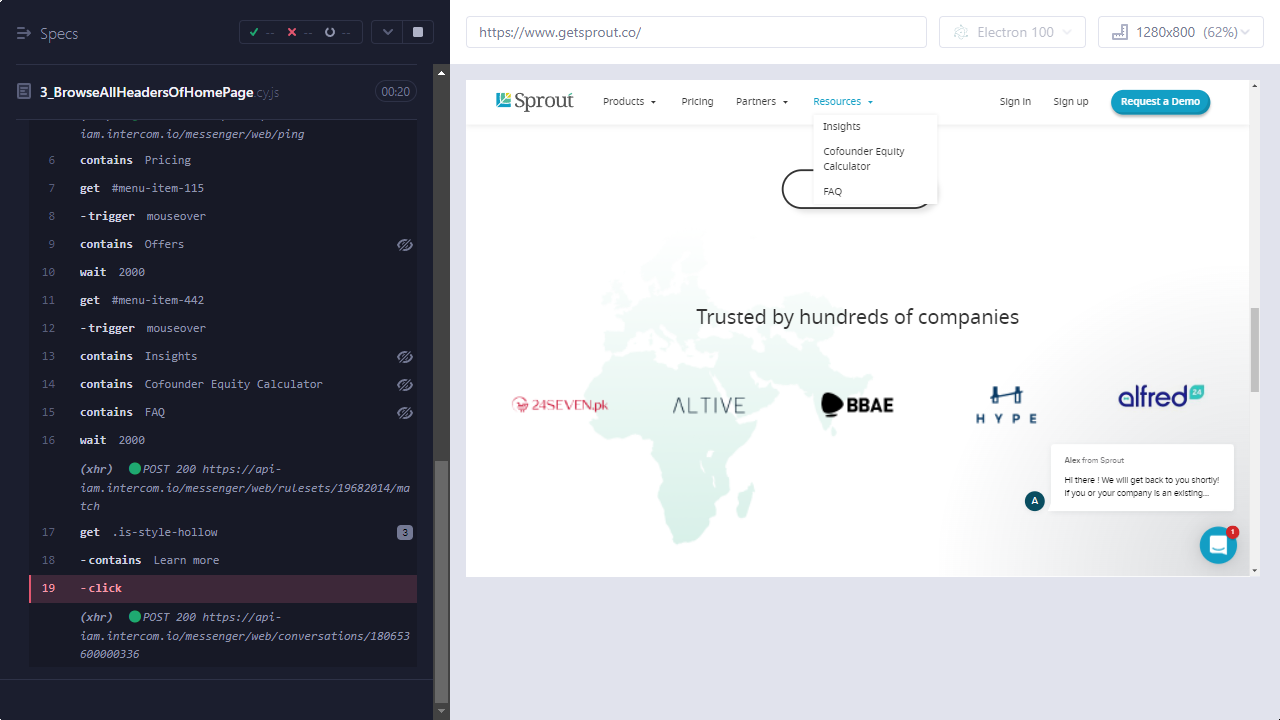 Specs
-- -- --
3_BrowseAllHeadersOfHomePage.cy.js
00:20
iam.intercom.io/messenger/web/ping
6 contains Pricing
7 get #menu-item-115
8 -trigger mouseover
9 contains Offers
10 wait 2000
11 get #menu-item-442
12 -trigger mouseover
13 contains Insights
14 contains Cofounder Equity Calculator
15 contains FAQ
16 wait 2000
(xhr) POST 200 https://api-
iam.intercom.io/messenger/web/rulesets/19682014/ma
tch
17 get .is-style-hollow 3
18 -contains Learn more
19 -click
(xhr) POST 200 https://api-
iam.intercom.io/messenger/web/conversations/180653
600000336
https://www.getsprout.co/
Electron 100
1280x800 (62%)
Sprout
Products
Pricing
Partners
Resources
Sign in
Sign up
Request a Demo
Insights
Cofounder Equity
Calculator
FAQ
Trusted by hundreds of companies
24SEVEN.pk
ALTIVE
BBAE
HYPE
alfred 24
Alex from Sprout
Hi there ! We will get back to you shortly!
If you or your company is an existing...
A
1